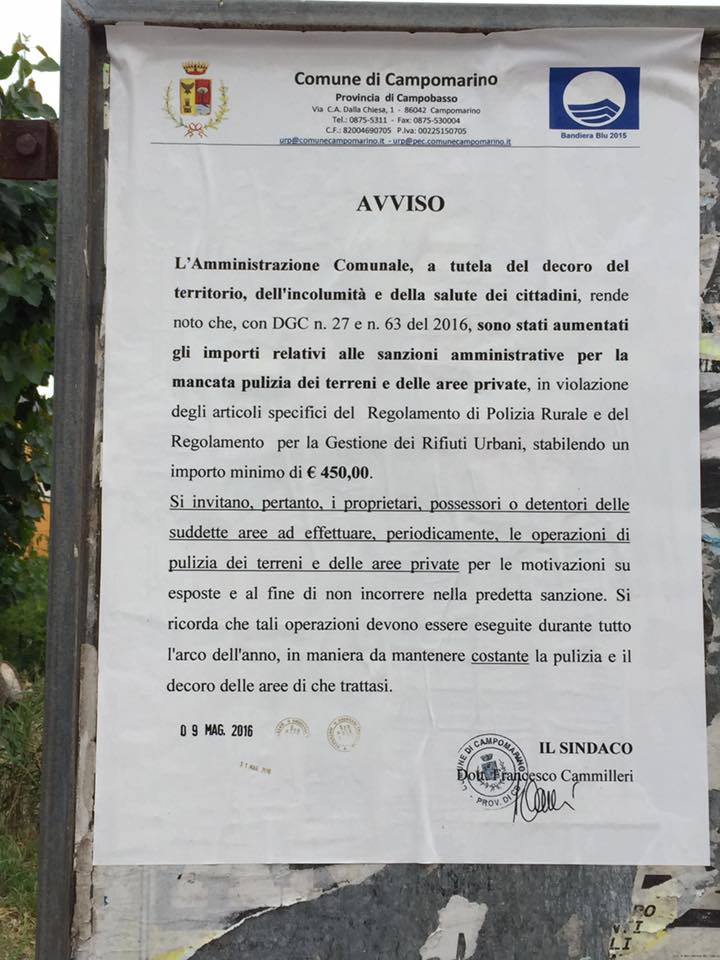 Comune di Campomarino
Provincia di Campobasso
Via C.A. Dalla Chiesa, 1 - 86042 Campomarino
Tel.: 0875-5311 - Fax: 0875-530004
C.F.: 82004690705 P.Iva: 00225150705
urp@comunecampomarino.it - urp@pec.comunecampomarino.it
Bandiera Blu 2015
AVVISO
L'Amministrazione Comunale, a tutela del decoro del
territorio, dell'incolumità e della salute dei cittadini, rende
noto che, con DGC n. 27 e n. 63 del 2016, sono stati aumentati
gli importi relativi alle sanzioni amministrative per la
mancata pulizia dei terreni e delle aree private, in violazione
degli articoli specifici del Regolamento di Polizia Rurale e del
Regolamento per la Gestione dei Rifiuti Urbani, stabilendo un
importo minimo di € 450,00.
Si invitano, pertanto, i proprietari, possessori o detentori delle
suddette aree ad effettuare, periodicamente, le operazioni di
pulizia dei terreni e delle aree private per le motivazioni su
esposte e al fine di non incorrere nella predetta sanzione. Si
ricorda che tali operazioni devono essere eseguite durante tutto
l'arco dell'anno, in maniera da mantenere costante la pulizia e il
decoro delle aree di che trattasi.
09 MAG. 2016
IL SINDACO
Dott. Francesco Cammilleri